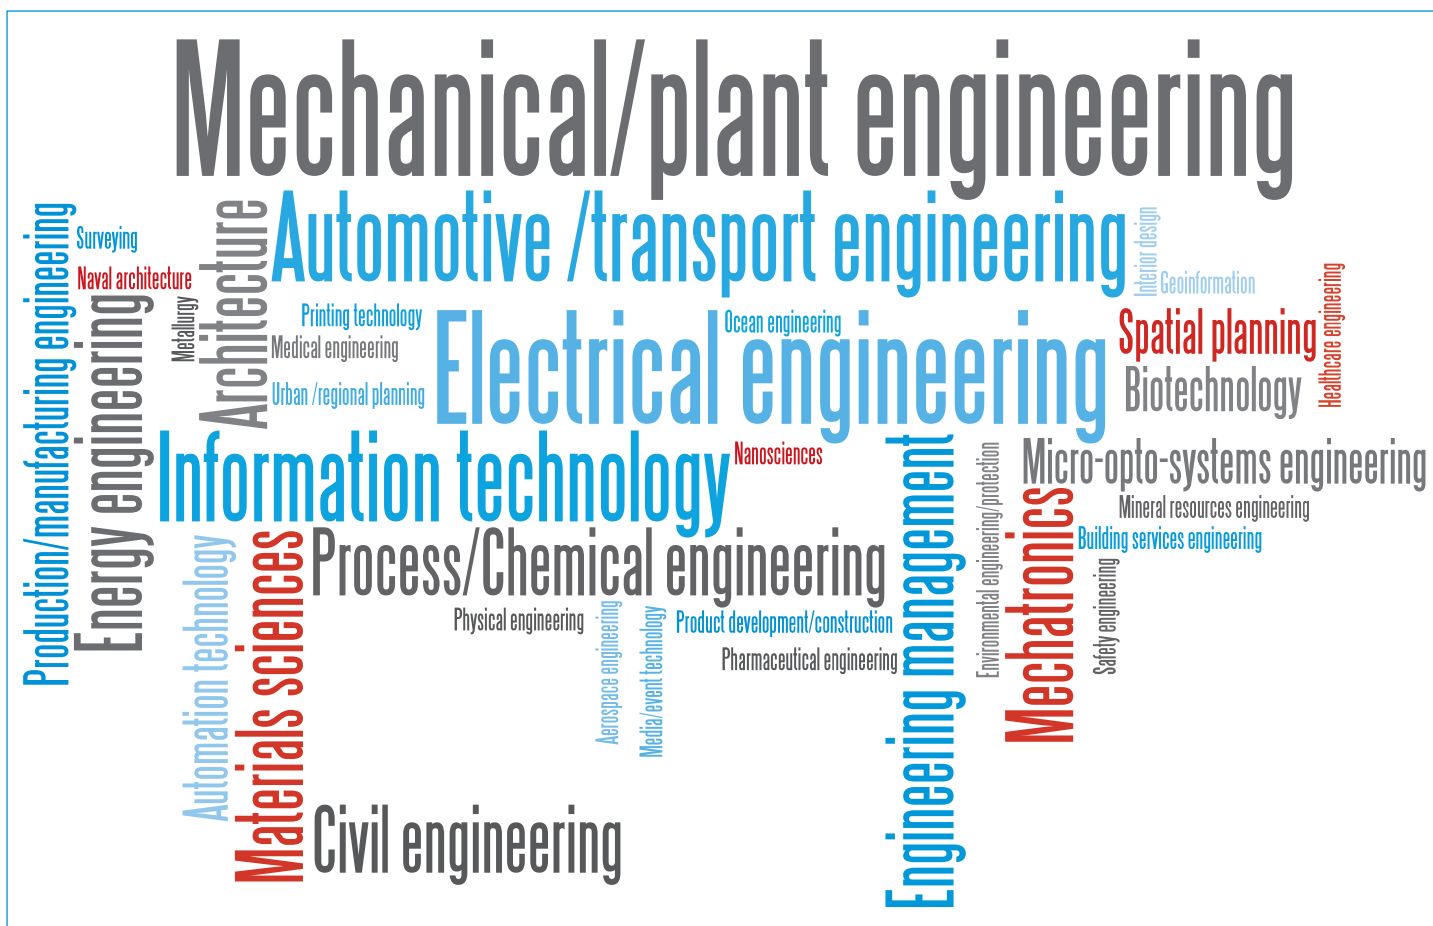 Mechanical/plant engineering
Automotive /transport engineering
Production/manufacturing engineering
Surveying
Naval architecture
Energy engineering
Metallurgy
Architecture
Printing technology
Medical engineering
Urban /regional planning
Electrical engineering
Ocean engineering
Interior design
Geoinformation
Spatial planning
Healthcare engineering
Biotechnology
Information technology
Nanosciences
Engineering management
Environmental engineering/protection
Micro-opto-systems engineering
Mechatronics
Mineral resources engineering
Building services engineering
Safety engineering
Automation technology
Materials sciences
Process/Chemical engineering
Physical engineering
Aerospace engineering
Media/event technology
Product development/construction
Pharmaceutical engineering
Civil engineering